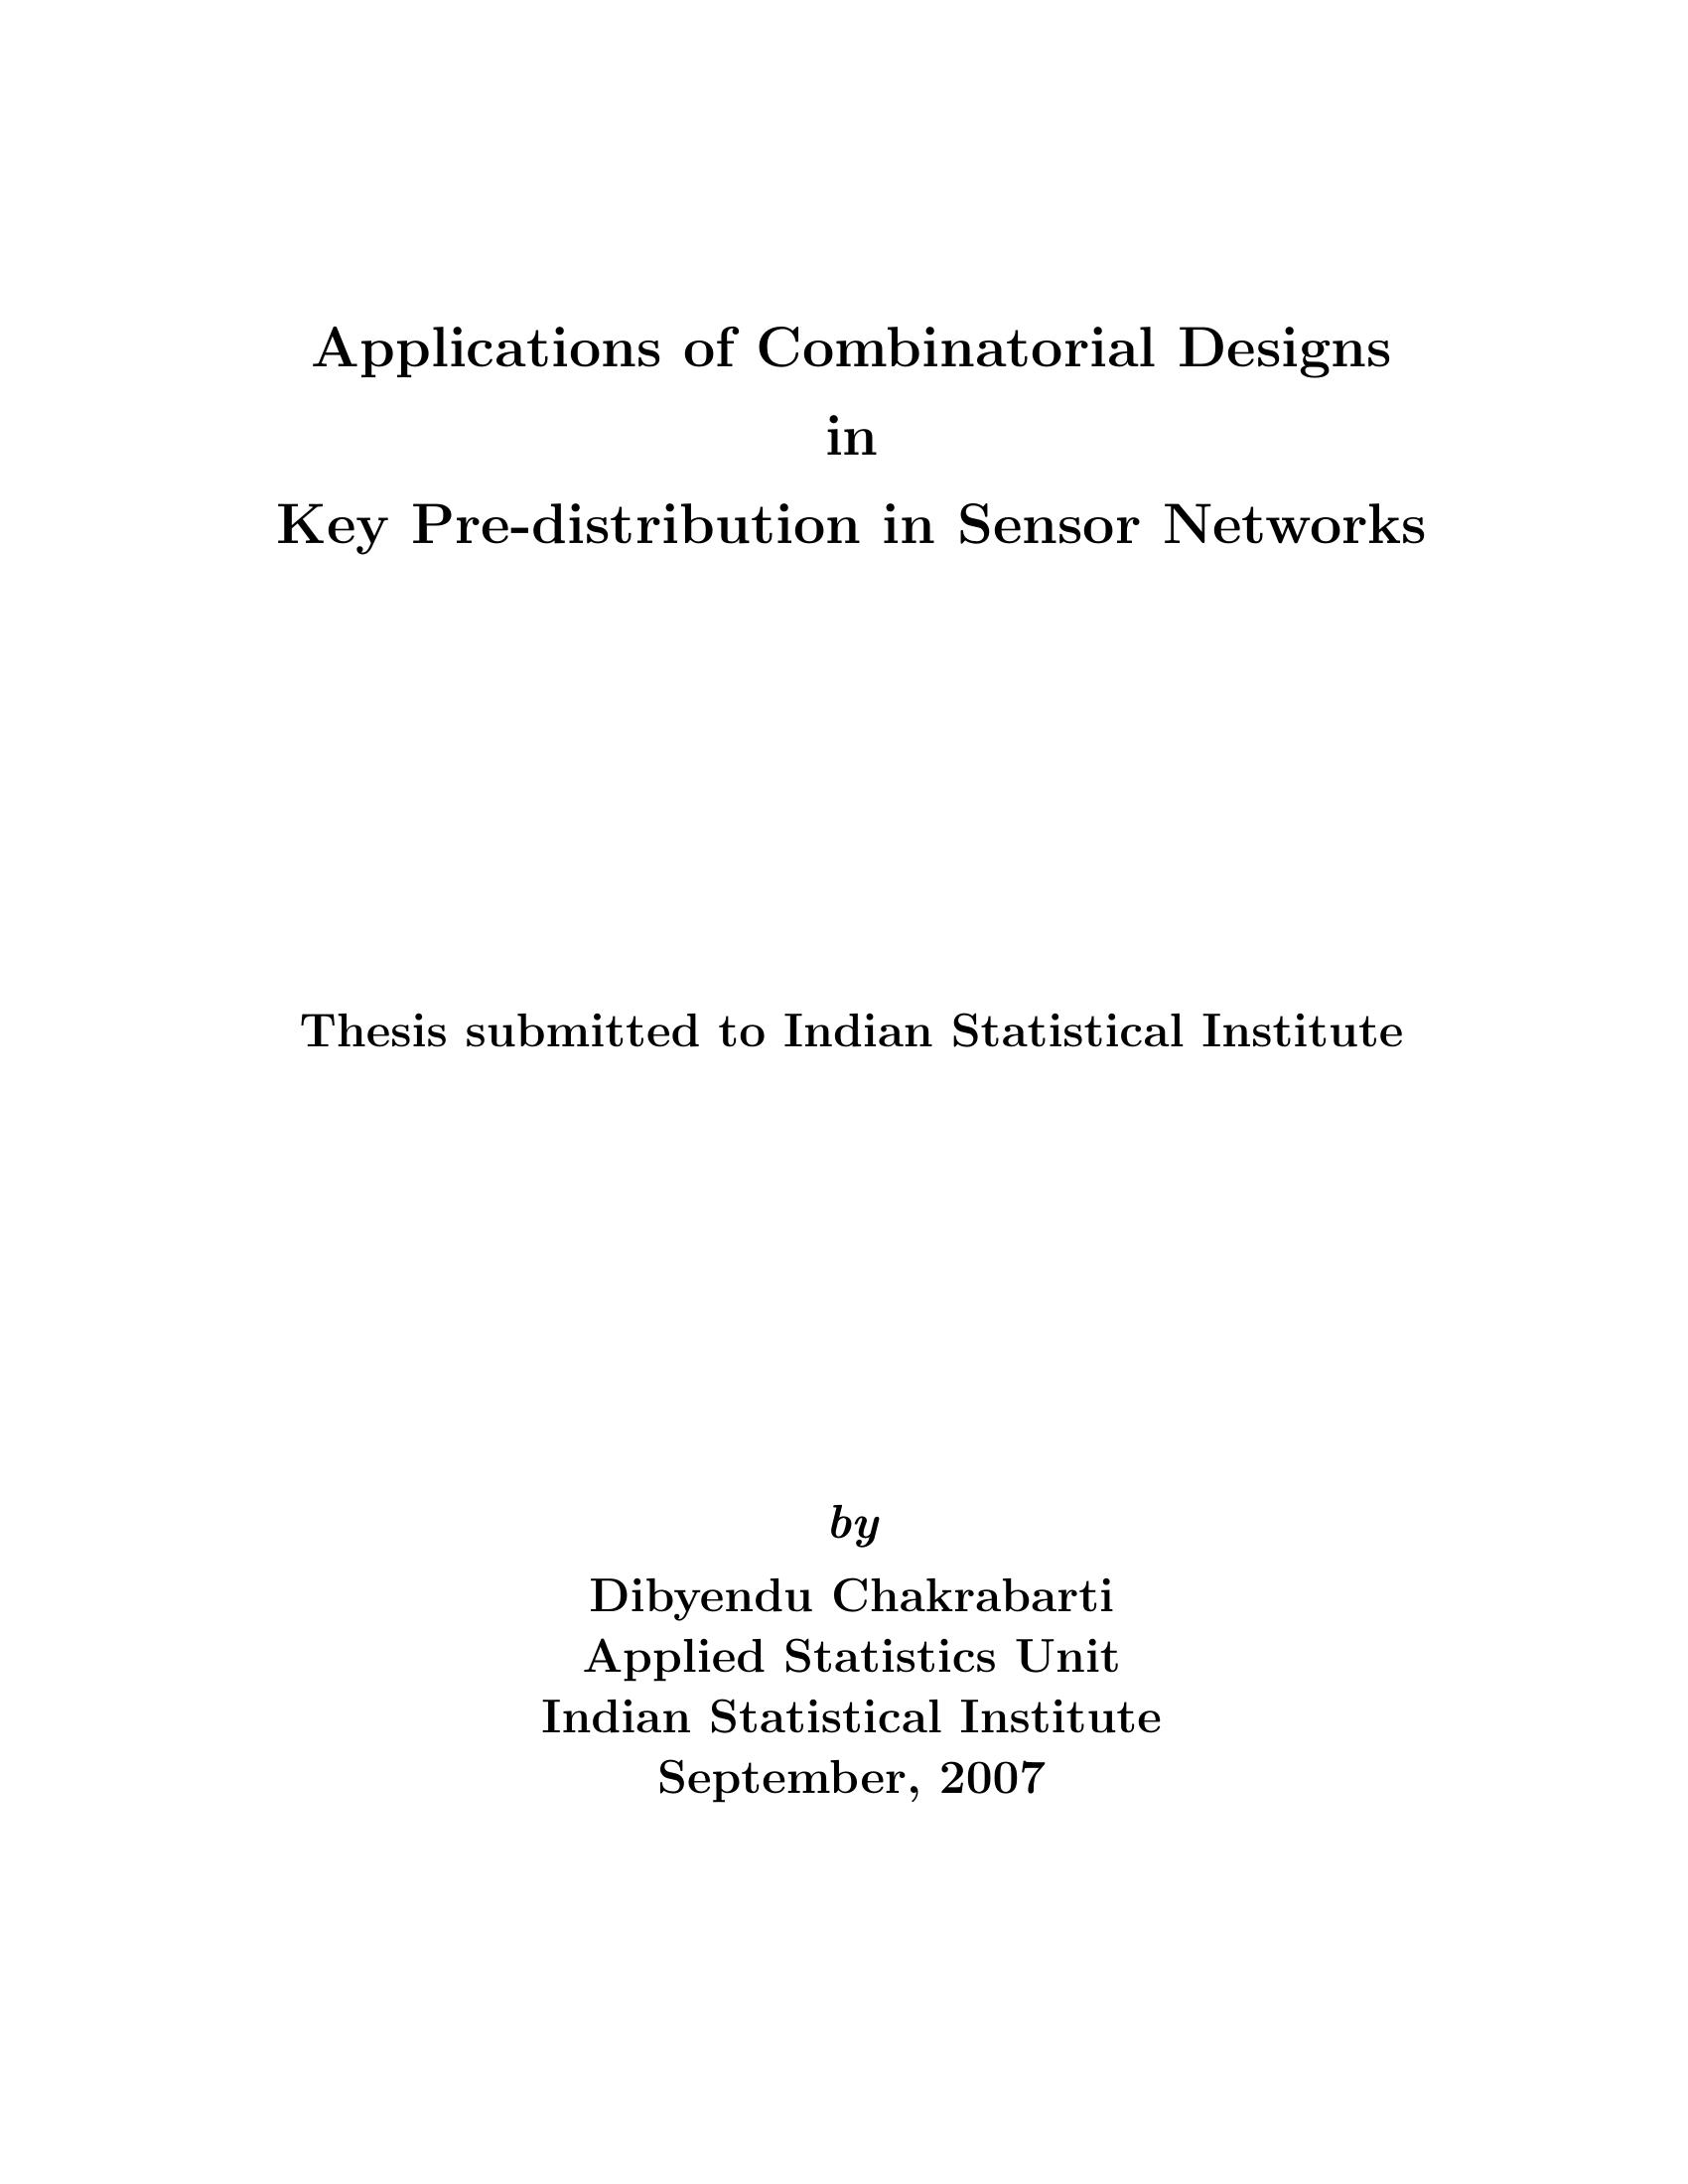 Applications of Combinatorial Designs
in
Key Pre-distribution in Sensor Networks
Thesis submitted to Indian Statistical Institute
by
Dibyendu Chakrabarti
Applied Statistics Unit
Indian Statistical Institute
September, 2007